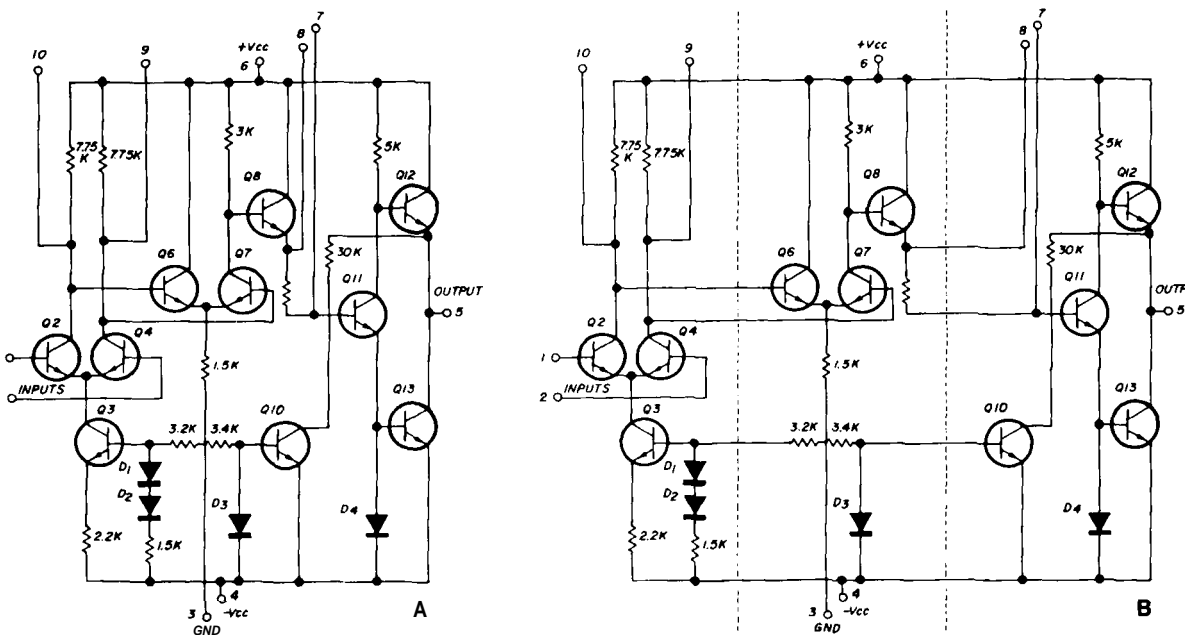 7
8
9
10
+Vcc
6
7.75
K
7.75K
3K
5K
Q8
Q12
30K
Q6
Q7
Q11
OUTPUT
5
Q2
Q4
1.5K
INPUTS
Q3
Q13
3.2K
3.4K
Q10
D1
D2
D3
D4
2.2K
1.5K
4
-Vcc
3
GND
A
7
8
9
10
+Vcc
6
7.75
K
7.75K
3K
5K
Q8
Q12
30K
Q6
Q7
Q11
OUTP
5
Q2
Q4
1
1.5K
INPUTS
2
Q3
Q13
3.2K
3.4K
Q10
D1
D2
D3
D4
2.2K
1.5K
4
-Vcc
3
GND
B